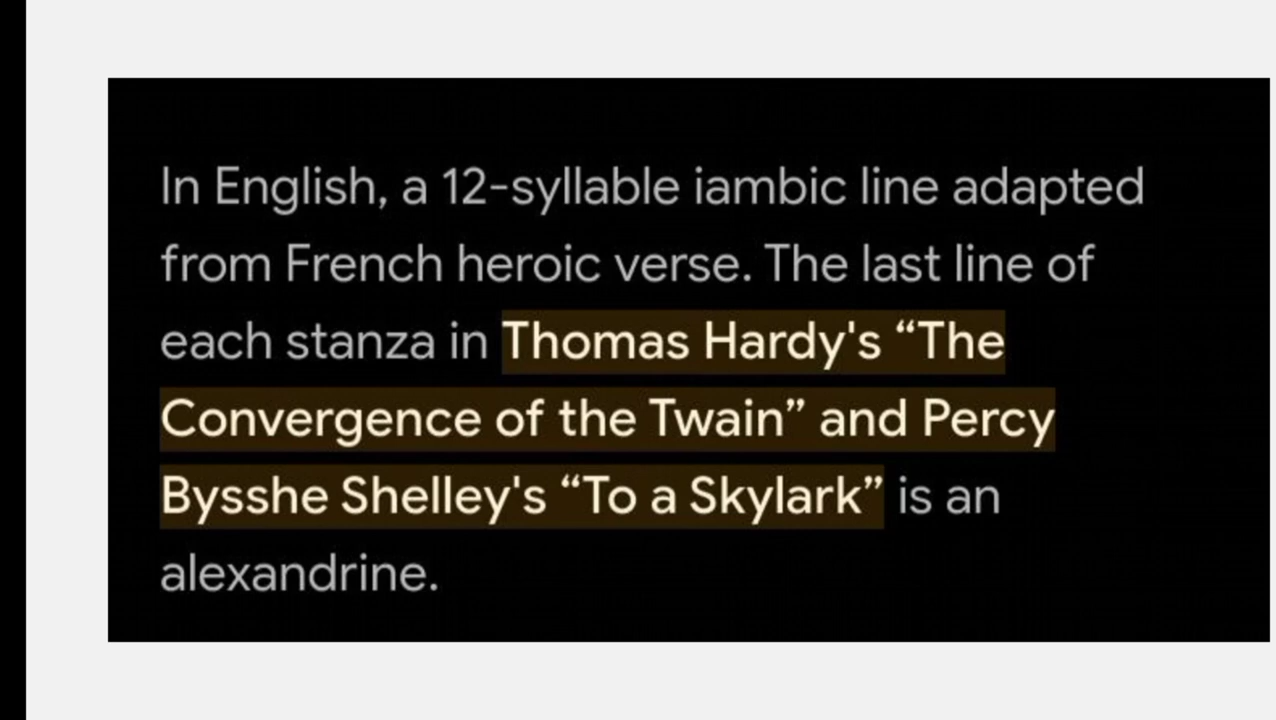 In English, a 12-syllable iambic line adapted
from French heroic verse. The last line of
each stanza in Thomas Hardy's “The
Convergence of the Twain” and Percy
Bysshe Shelley's “To a Skylark” is an
alexandrine.